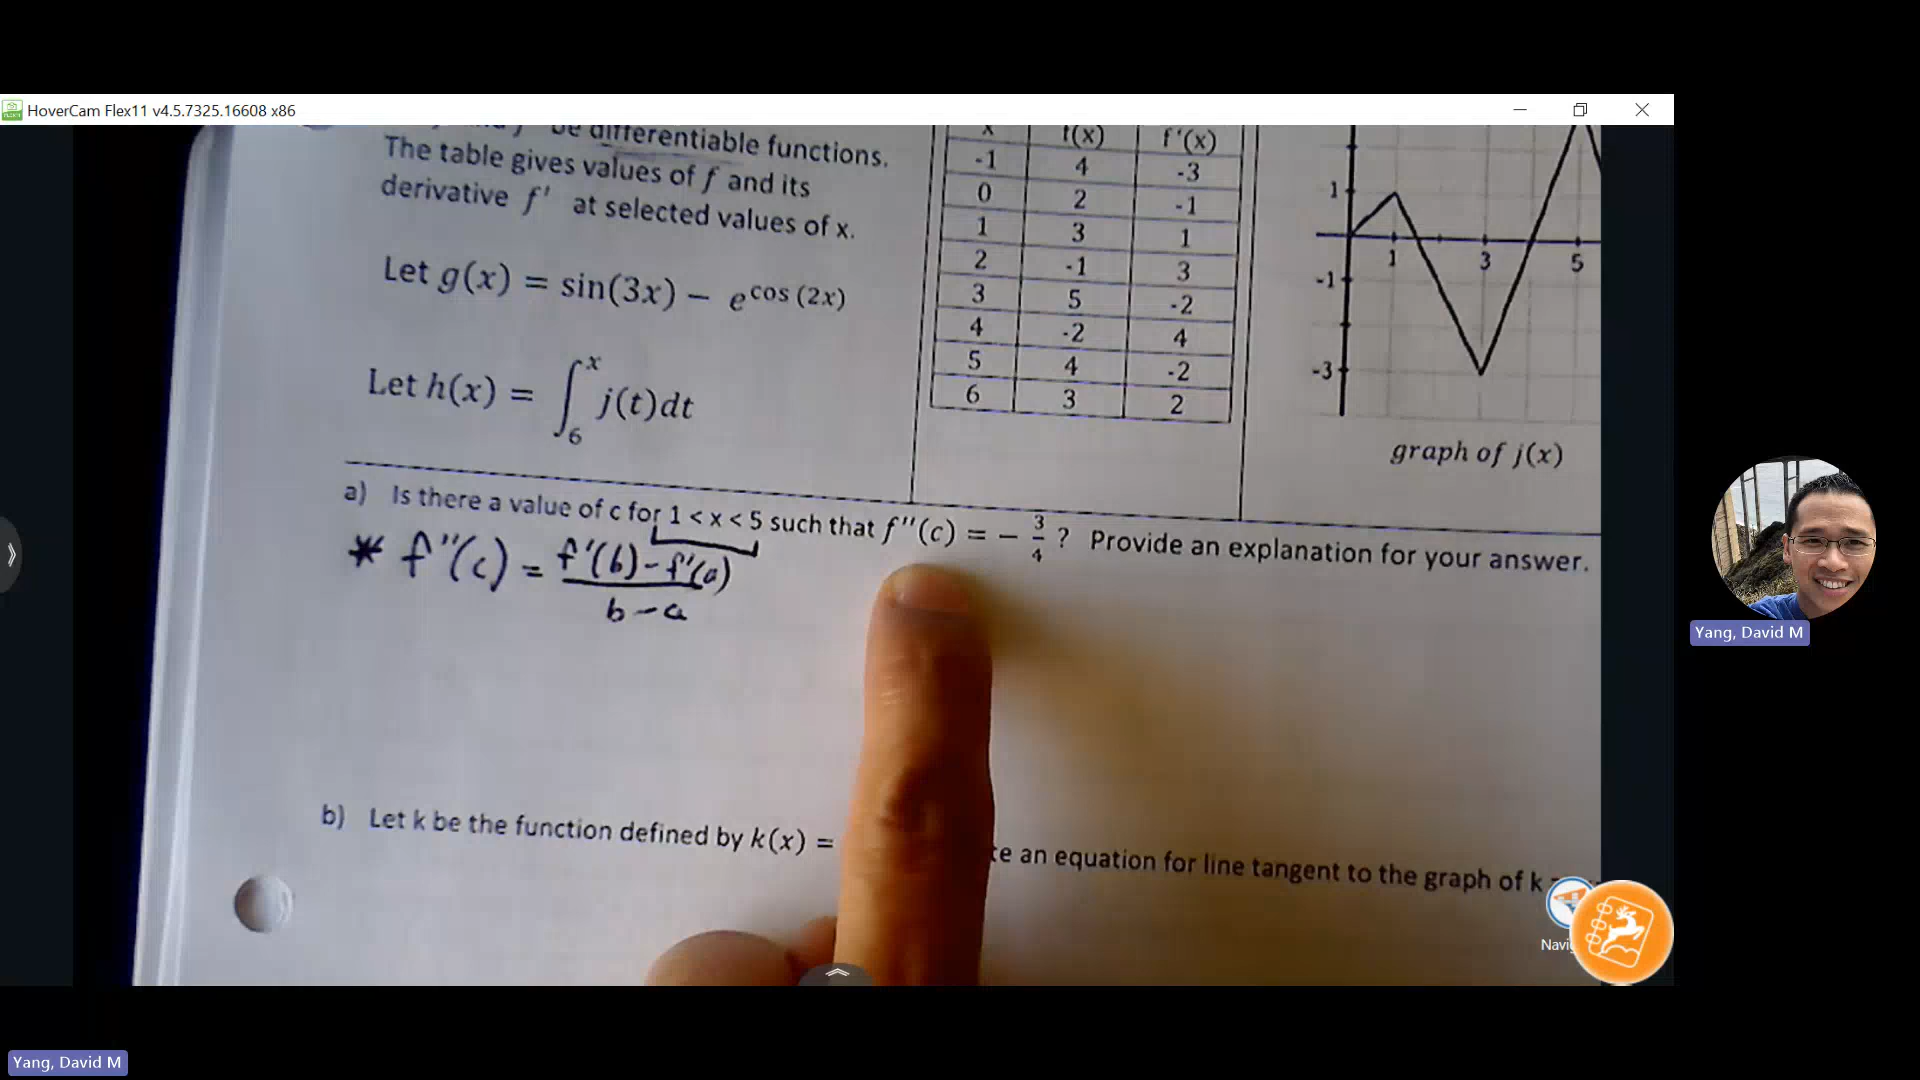 HoverCam Flex11 v4.5.7325.16608 x86
be differentiable functions.
The table gives values of f and its
derivative f' at selected values of x.
Let g(x) = sin(3x) − e^cos (2x)
Let h(x) = ∫_6^x j(t)dt
x f(x) f'(x)
-1 4 -3
0 2 -1
1 3 1
2 -1 3
3 5 -2
4 -2 4
5 4 -2
6 3 2
1
1 3 5
-1
-3
graph of j(x)
a) Is there a value of c for 1 < x < 5 such that f''(c) = − 3/4 ? Provide an explanation for your answer.
* f''(c) = f'(b) - f'(a)
b - a
b) Let k be the function defined by k(x) =
an equation for line tangent to the graph of k
Yang, David M
Yang, David M